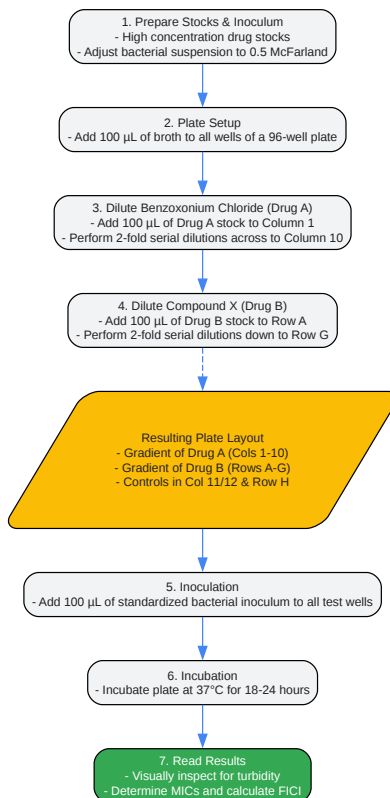 1. Prepare Stocks & Inoculum
- High concentration drug stocks
- Adjust bacterial suspension to 0.5 McFarland
2. Plate Setup
- Add 100 µL of broth to all wells of a 96-well plate
3. Dilute Benzoxonium Chloride (Drug A)
- Add 100 µL of Drug A stock to Column 1
- Perform 2-fold serial dilutions across to Column 10
4. Dilute Compound X (Drug B)
- Add 100 µL of Drug B stock to Row A
- Perform 2-fold serial dilutions down to Row G
Resulting Plate Layout
- Gradient of Drug A (Cols 1-10)
- Gradient of Drug B (Rows A-G)
- Controls in Col 11/12 & Row H
5. Inoculation
- Add 100 µL of standardized bacterial inoculum to all test wells
6. Incubation
- Incubate plate at 37°C for 18-24 hours
7. Read Results
- Visually inspect for turbidity
- Determine MICs and calculate FICI